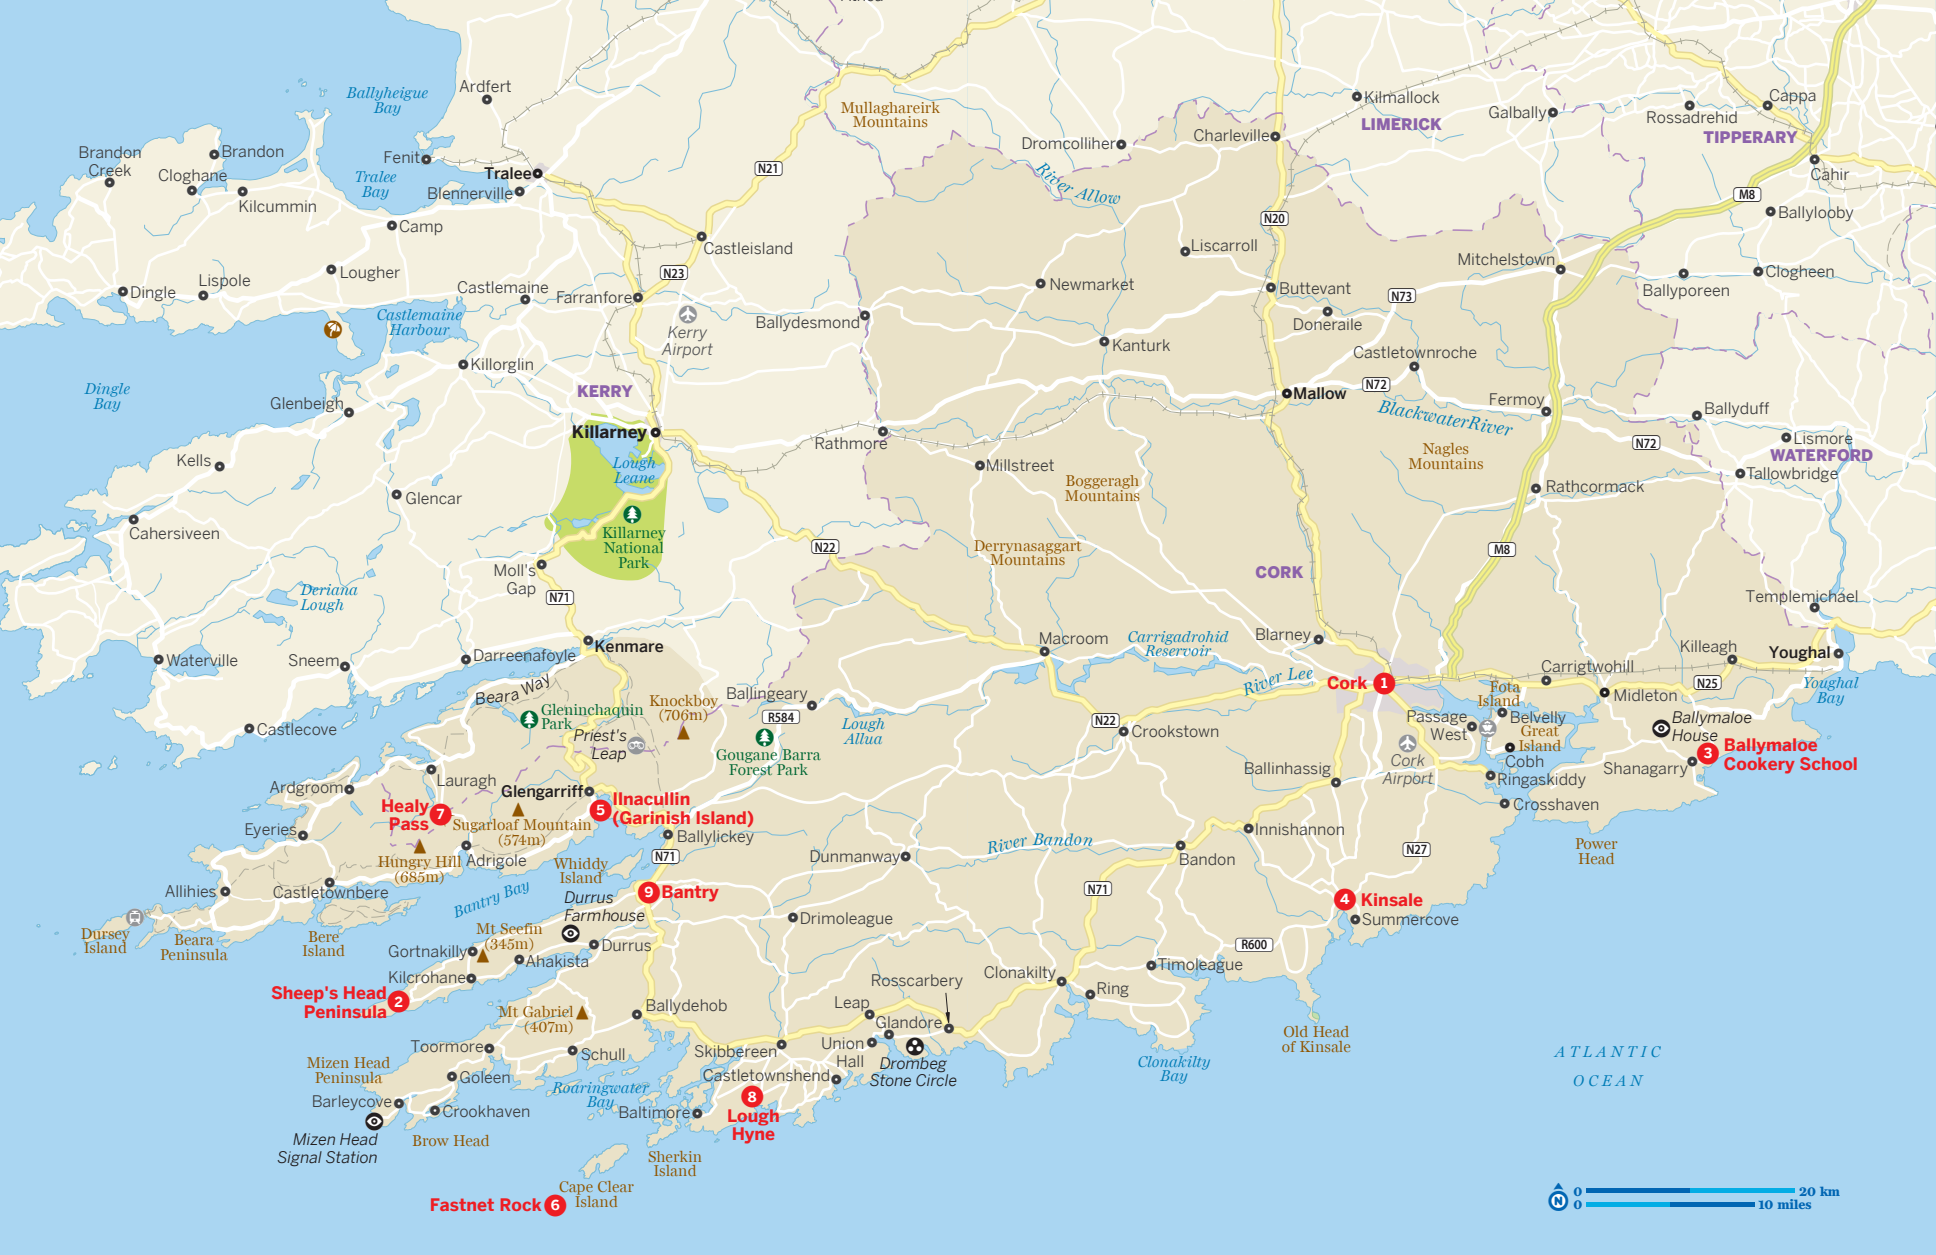 Ardfert
Ballyheigue
Bay
Mullaghareirk
Mountains
Kilmallock
LIMERICK
Galbally
Cappa
Rossadrehid
TIPPERARY
Charleville
Dromcolliher
Brandon
Creek
Brandon
Cloghane
Kilcummin
Fenit
Tralee
Tralee
Bay
Blennerville
N21
River Allow
Cahir
M8
Ballylooby
Camp
N20
Castleisland
Liscarroll
Mitchelstown
Clogheen
Ballyporeen
Lougher
Lispole
Dingle
Castlemaine
Farranfore
N23
Newmarket
Buttevant
N73
Doneraile
Castlemaine
Harbour
Kerry
Airport
Ballydesmond
Kanturk
Castletownroche
Killorglin
KERRY
Dingle
Bay
Glenbeigh
Mallow
N72
Blackwater River
Fermoy
Ballyduff
Lismore
WATERFORD
N72
Tallowbridge
Killarney
Rathmore
Lough
Leane
Millstreet
Boggeragh
Mountains
Nagles
Mountains
Rathcormack
Kells
Glencar
Cahersiveen
Killarney
National
Park
N22
Derrynasaggart
Mountains
M8
CORK
Moll's
Gap
N71
Deriana
Lough
Templemichael
Kenmare
Macroom
Carrigadrohid
Reservoir
Blarney
Killeagh
Youghal
Waterville
Sneem
Darreenafoyle
Beara Way
River Lee
Cork 1
Carrigtwohill
N25
Youghal
Bay
Midleton
Fota
Island
Knockboy
(706m)
Ballingeary
R584
Lough
Allua
N22
Crookstown
Passage
West
Belvelly
Great
Island
Cobh
Ballymaloe
House
Gleninchaquin
Park
Priest's
Leap
Castlecove
Gougane Barra
Forest Park
Cork
Airport
Ballinhassig
Shanagarry
3 Ballymaloe
Cookery School
Ringaskiddy
Crosshaven
Lauragh
Ardgroom
Glengarriff
Healy
Pass 7
5 Ilnacullin
(Garinish Island)
Sugarloaf Mountain
(574m)
Ballylickey
Eyeries
Hungry Hill
(685m)
Adrigole
Whiddy
Island
N71
Dunmanway
River Bandon
Innishannon
Bandon
N27
Power
Head
Allihies
Castletownbere
Bantry Bay
9 Bantry
Durrus
Farmhouse
N71
4 Kinsale
Summercove
Dursey
Island
Beara
Peninsula
Bere
Island
Mt Seefin
(345m)
Gortnakilly
Ahakista
Durrus
Drimoleague
R600
Kilcrohane
Timoleague
Clonakilty
Ring
Rosscarbery
Sheep's Head
Peninsula 2
Mt Gabriel
(407m)
Ballydehob
Leap
Glandore
Old Head
of Kinsale
Toormore
Schull
Skibbereen
Union
Hall
Drombeg
Stone Circle
Clonakilty
Bay
ATLANTIC
OCEAN
Mizen Head
Peninsula
Goleen
Castletownshend
Roaringwater
Bay
Barleycove
Crookhaven
Baltimore
8
Lough
Hyne
Mizen Head
Signal Station
Brow Head
Sherkin
Island
Cape Clear
Island
Fastnet Rock 6
N
0 20 km
0 10 miles